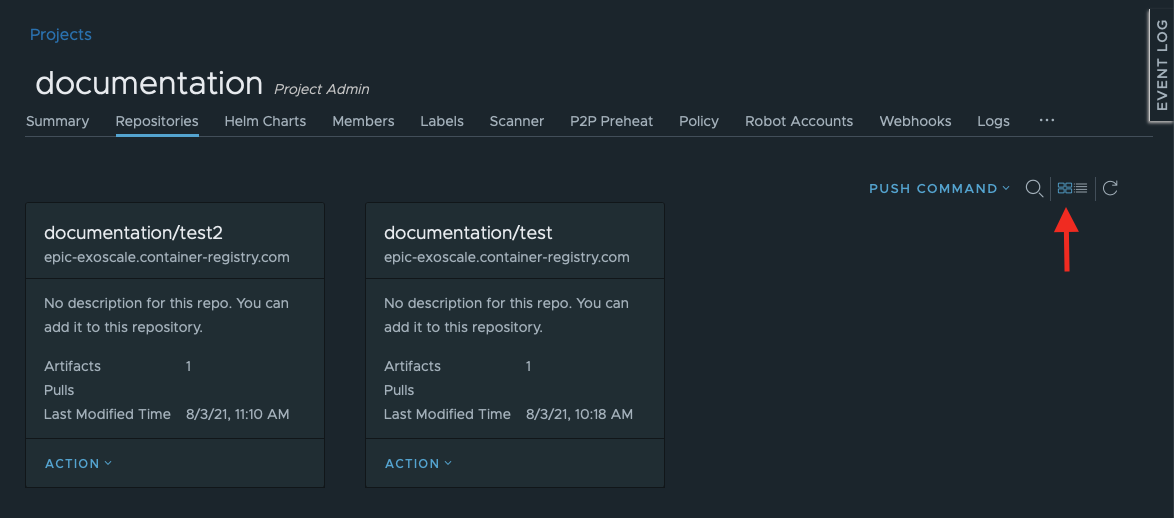 Projects
EVENT LOG
documentation Project Admin
Summary Repositories Helm Charts Members Labels Scanner P2P Preheat Policy Robot Accounts Webhooks Logs ...
PUSH COMMAND
documentation/test2
epic-exoscale.container-registry.com
No description for this repo. You can
add it to this repository.
Artifacts 1
Pulls
Last Modified Time 8/3/21, 11:10 AM
ACTION
documentation/test
epic-exoscale.container-registry.com
No description for this repo. You can
add it to this repository.
Artifacts 1
Pulls
Last Modified Time 8/3/21, 10:18 AM
ACTION